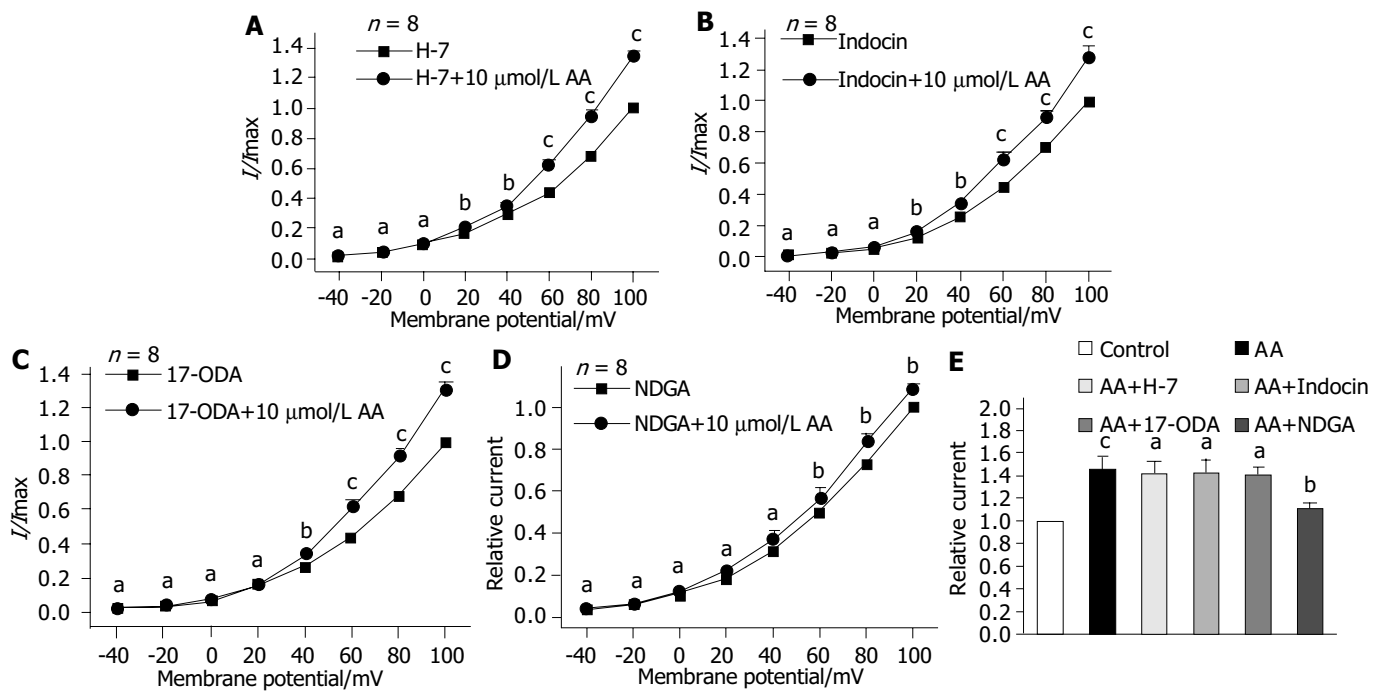 A
n = 8
H-7
H-7+10 μmol/L AA
I/Imax
1.4
1.2
1.0
0.8
0.6
0.4
0.2
0.0
a a a b b c c c
-40 -20 0 20 40 60 80 100
Membrane potential/mV
B
n = 8
Indocin
Indocin+10 μmol/L AA
I/Imax
1.4
1.2
1.0
0.8
0.6
0.4
0.2
0.0
a a a b b c c c
-40 -20 0 20 40 60 80 100
Membrane potential/mV
C
n = 8
17-ODA
17-ODA+10 μmol/L AA
I/Imax
1.4
1.2
1.0
0.8
0.6
0.4
0.2
0.0
a a a a b c c c
-40 -20 0 20 40 60 80 100
Membrane potential/mV
D
n = 8
NDGA
NDGA+10 μmol/L AA
Relative current
1.0
0.8
0.6
0.4
0.2
0.0
a a a a a b b b
-40 -20 0 20 40 60 80 100
Membrane potential/mV
E
Control AA
AA+H-7 AA+Indocin
AA+17-ODA AA+NDGA
Relative current
2.0
1.8
1.6
1.4
1.2
1.0
0.8
0.6
0.4
0.2
0.0
c a a a b